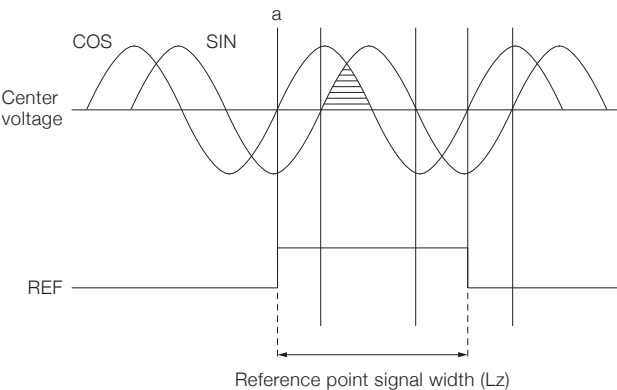 a
COS
SIN
Center
voltage
REF
Reference point signal width (Lz)